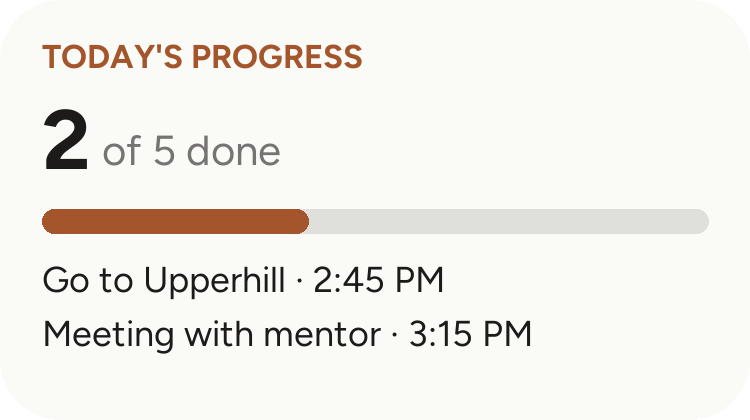 TODAY'S PROGRESS
2 of 5 done
Go to Upperhill · 2:45 PM
Meeting with mentor · 3:15 PM